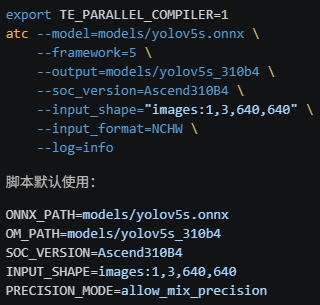 export TE_PARALLEL_COMPILER=1
atc --model=models/yolov5s.onnx \
    --framework=5 \
    --output=models/yolov5s_310b4 \
    --soc_version=Ascend310B4 \
    --input_shape="images:1,3,640,640" \
    --input_format=NCHW \
    --log=info
脚本默认使用：
ONNX_PATH=models/yolov5s.onnx
OM_PATH=models/yolov5s_310b4
SOC_VERSION=Ascend310B4
INPUT_SHAPE=images:1,3,640,640
PRECISION_MODE=allow_mix_precision